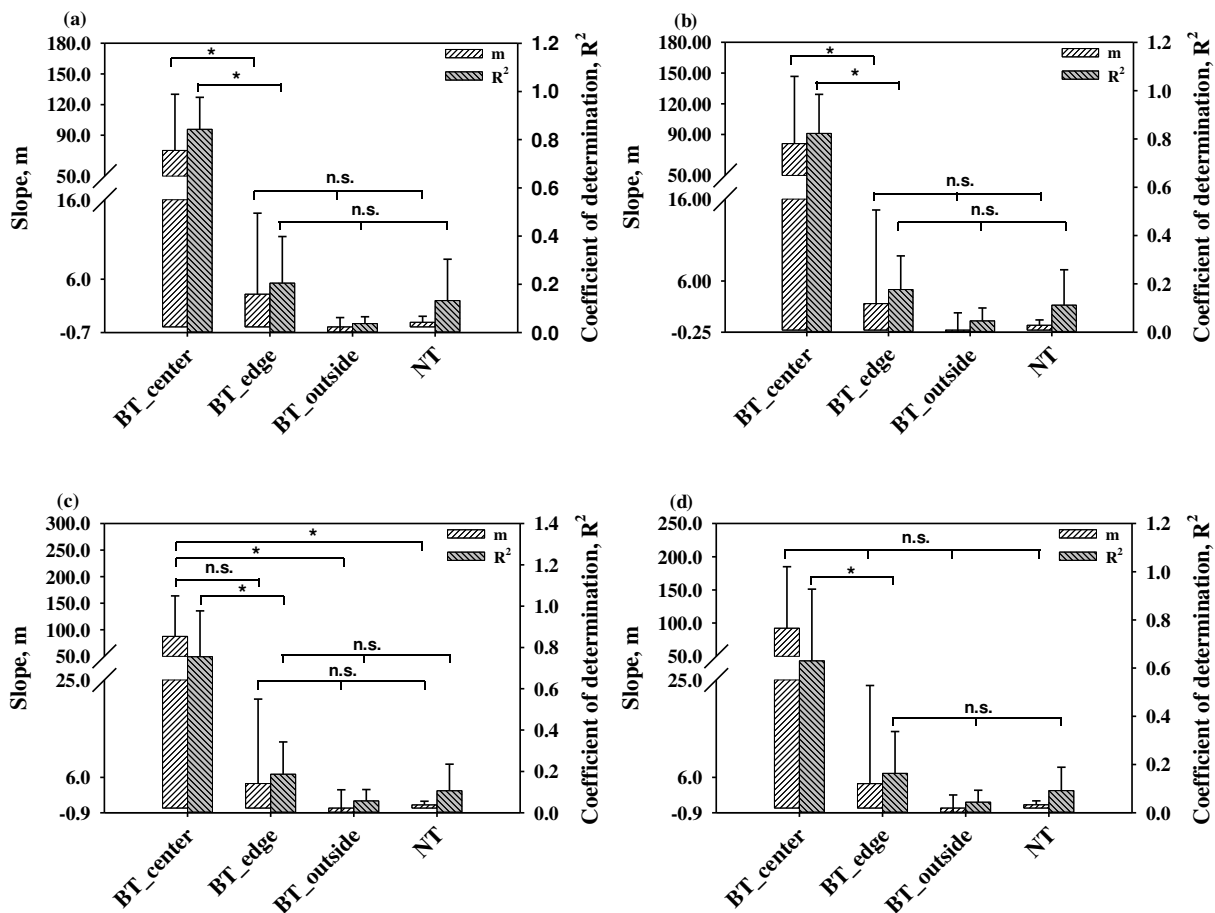 (a)
180.0
150.0
120.0
90.0
50.0
16.0
6.0
-0.7
Slope, m
1.2
1.0
0.8
0.6
0.4
0.2
0.0
Coefficient of determination, R²
m
R²
*
*
n.s.
n.s.
BT_center
BT_edge
BT_outside
NT
(b)
180.00
150.00
120.00
90.00
50.00
16.00
6.00
-0.25
Slope, m
1.2
1.0
0.8
0.6
0.4
0.2
0.0
Coefficient of determination, R²
m
R²
*
*
n.s.
n.s.
BT_center
BT_edge
BT_outside
NT
(c)
300.0
250.0
200.0
150.0
100.0
50.0
25.0
6.0
-0.9
Slope, m
1.4
1.2
1.0
0.8
0.6
0.4
0.2
0.0
Coefficient of determination, R²
m
R²
*
*
n.s.
*
n.s.
n.s.
BT_center
BT_edge
BT_outside
NT
(d)
250.0
200.0
150.0
100.0
50.0
25.0
6.0
-0.9
Slope, m
1.2
1.0
0.8
0.6
0.4
0.2
0.0
Coefficient of determination, R²
m
R²
n.s.
*
n.s.
BT_center
BT_edge
BT_outside
NT